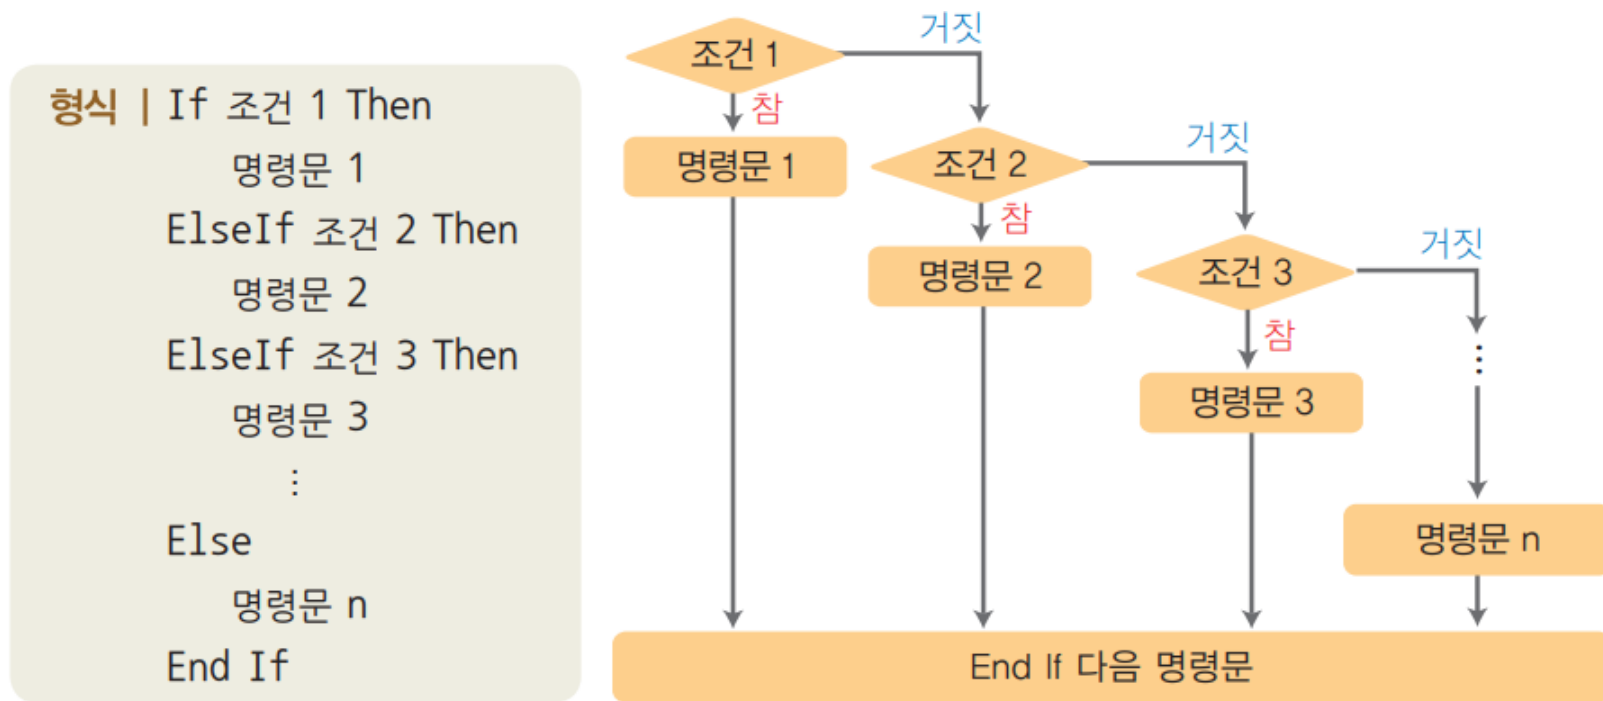 형식 | If 조건 1 Then
명령문 1
ElseIf 조건 2 Then
명령문 2
ElseIf 조건 3 Then
명령문 3
⋮
Else
명령문 n
End If
조건 1
거짓
참
명령문 1
조건 2
거짓
참
명령문 2
조건 3
거짓
참
명령문 3
⋮
명령문 n
End If 다음 명령문